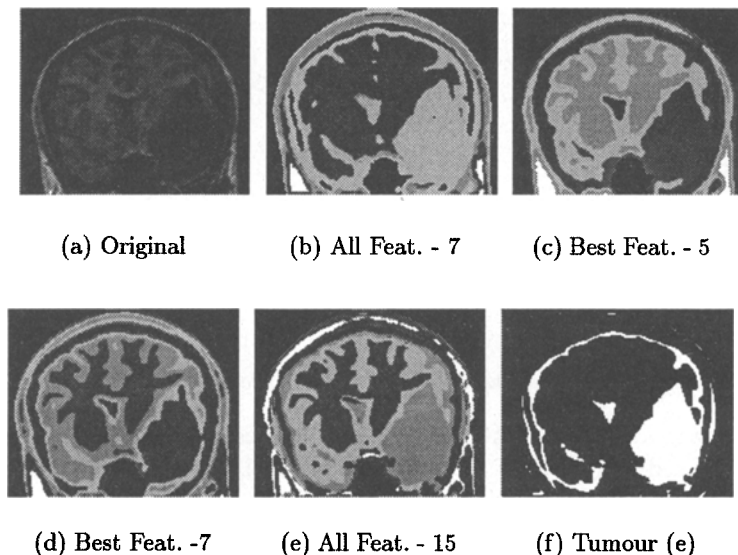 (a) Original
(b) All Feat. - 7
(c) Best Feat. - 5
(d) Best Feat. -7
(e) All Feat. - 15
(f) Tumour (e)